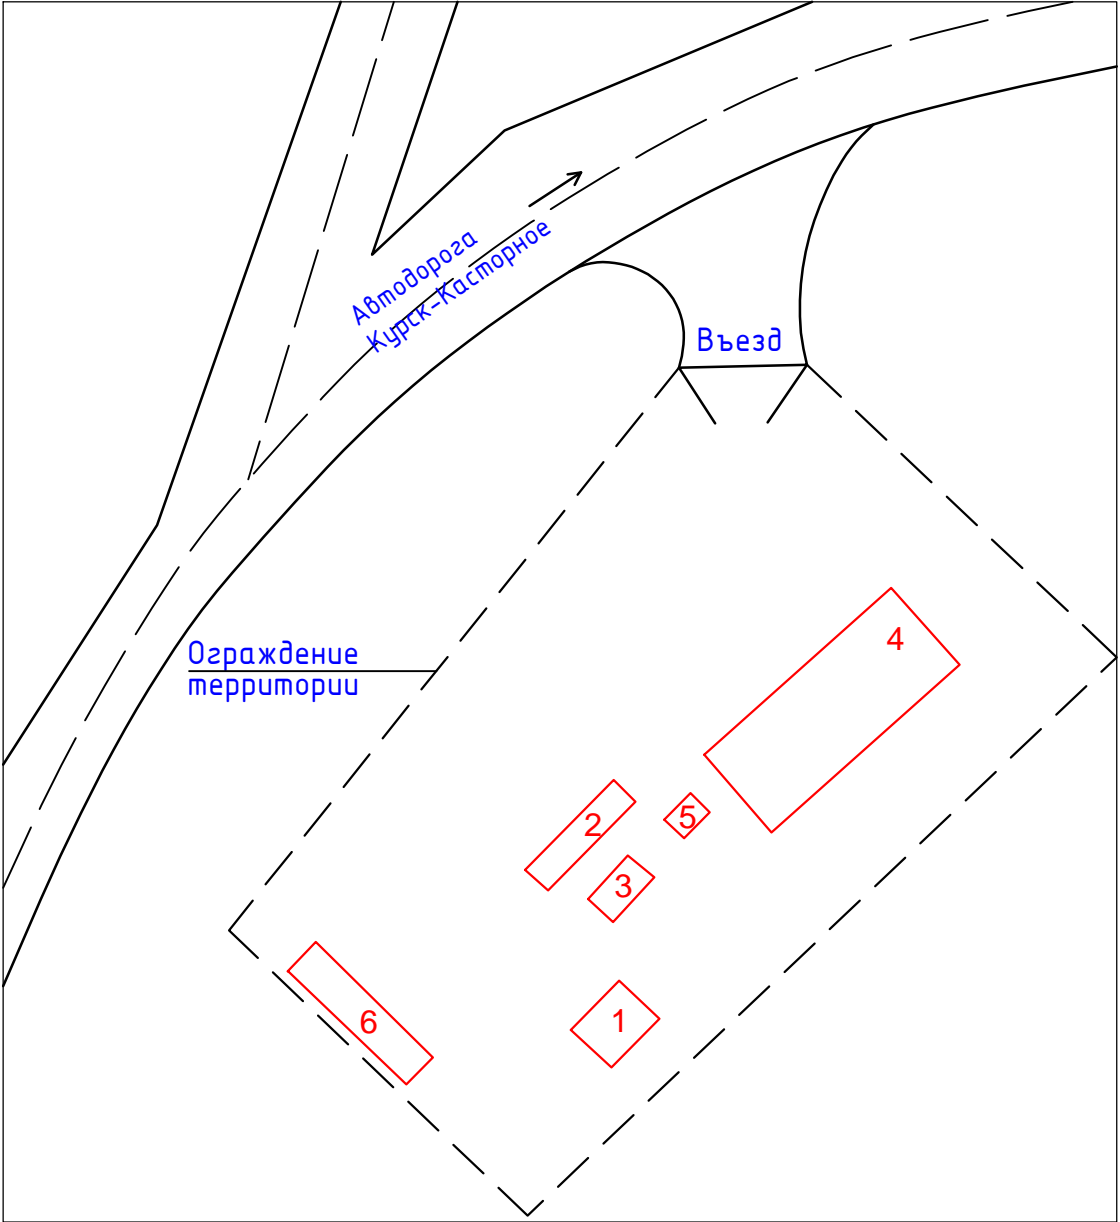 Автодорога
Курск-Касторное
Въезд
Ограждение
территории
4
5
2
3
6
1